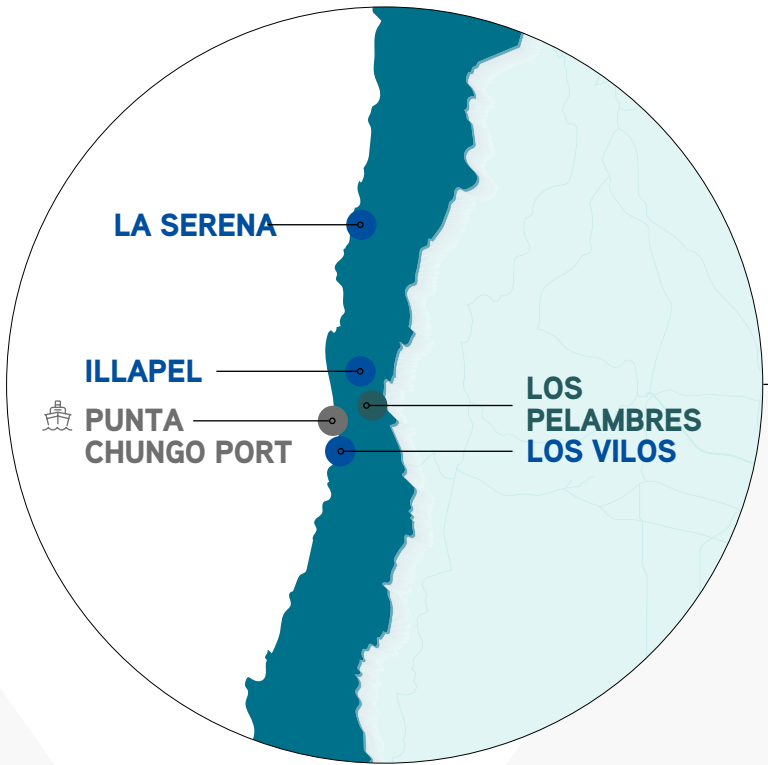 LA SERENA
ILLAPEL
PUNTA
CHUNGO PORT
LOS
PELAMBRES
LOS VILOS